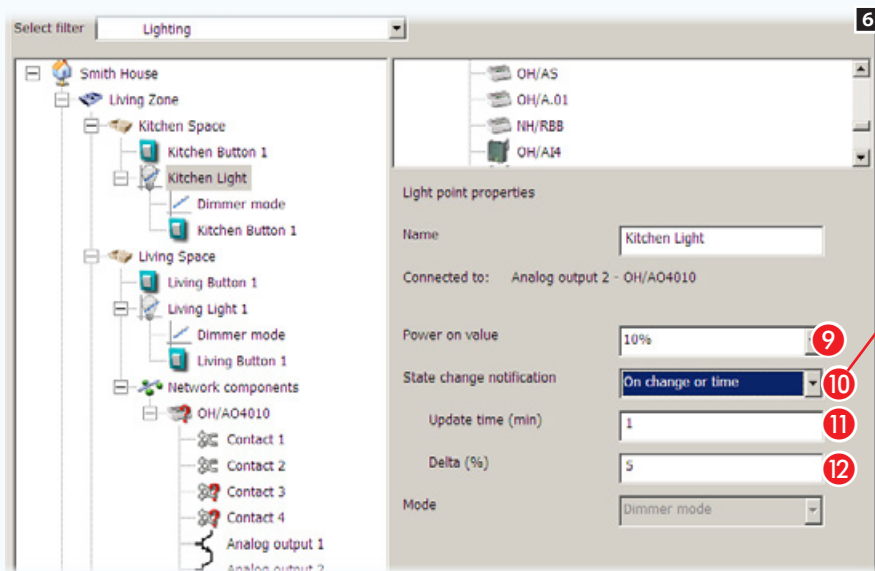 Select filter
Lighting
6
Smith House
Living Zone
Kitchen Space
Kitchen Button 1
Kitchen Light
Dimmer mode
Kitchen Button 1
Living Space
Living Button 1
Living Light 1
Dimmer mode
Living Button 1
Network components
OH/AO4010
Contact 1
Contact 2
Contact 3
Contact 4
Analog output 1
Analog output 2
OH/AS
OH/A.01
NH/RBB
OH/AI4
Light point properties
Name
Kitchen Light
Connected to: Analog output 2 - OH/AO4010
Power on value
10%
9
State change notification
On change or time
10
Update time (min)
1
11
Delta (%)
5
12
Mode
Dimmer mode